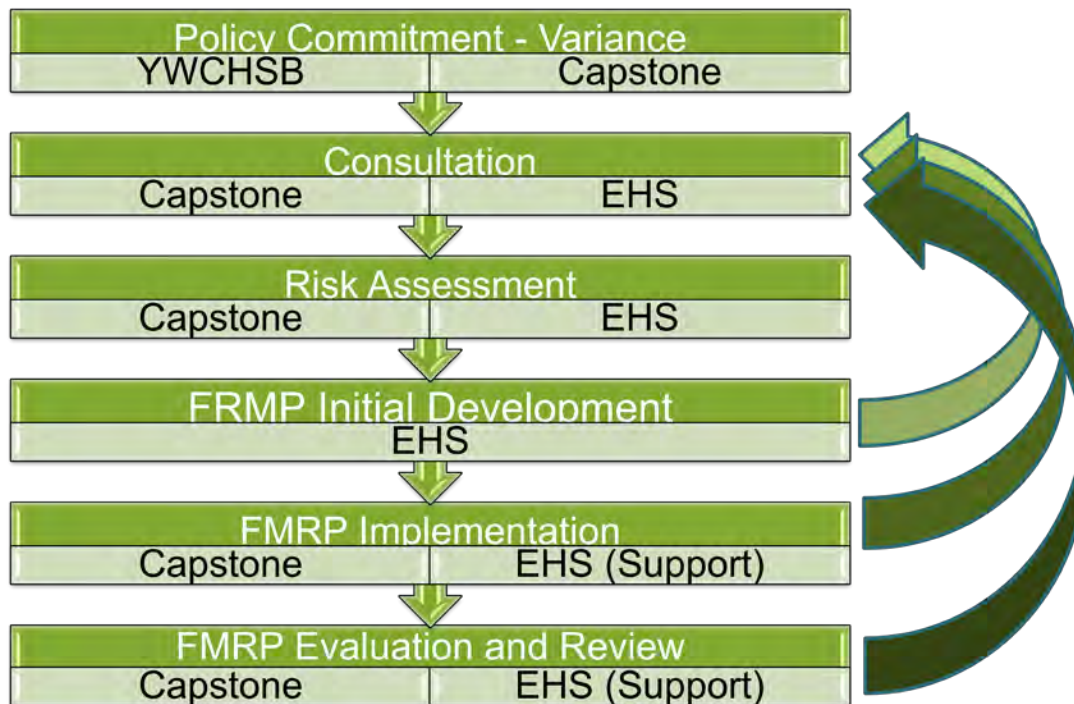 Policy Commitment - Variance
YWCHSB Capstone
Consultation
Capstone EHS
Risk Assessment
Capstone EHS
FRMP Initial Development
EHS
FMRP Implementation
Capstone EHS (Support)
FMRP Evaluation and Review
Capstone EHS (Support)